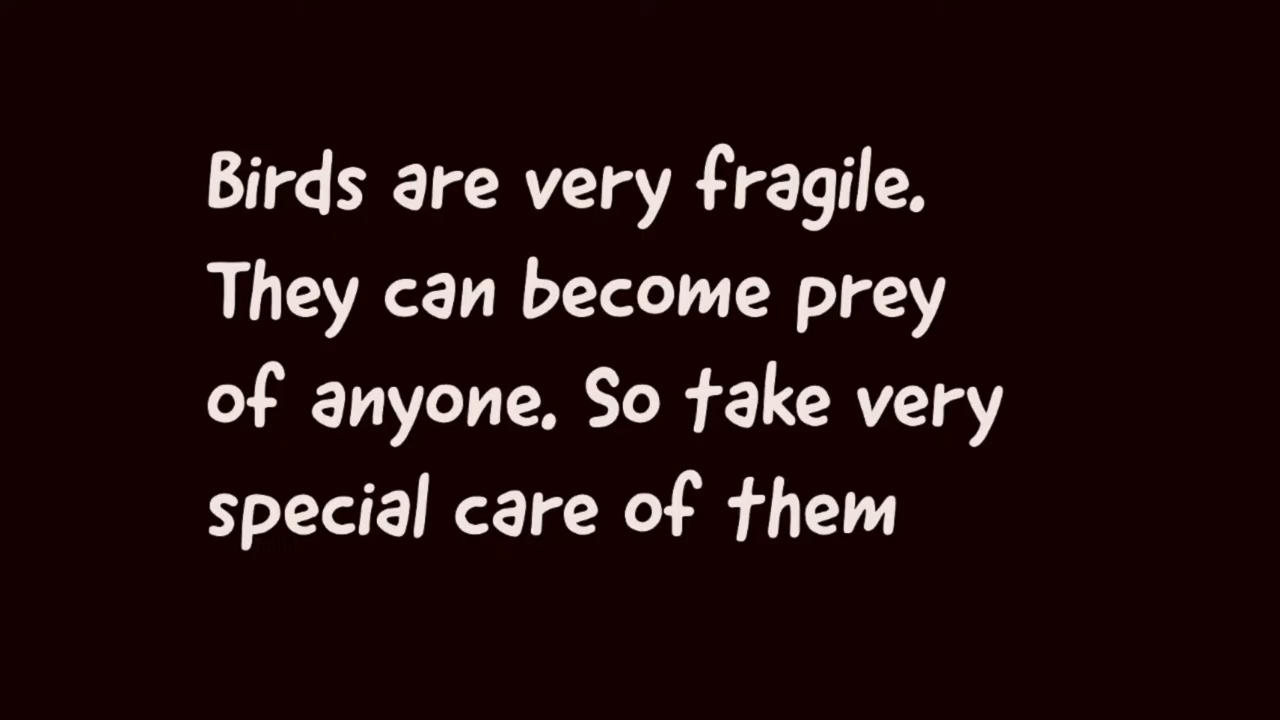 Birds are very fragile.
They can become prey
of anyone. So take very
special care of them